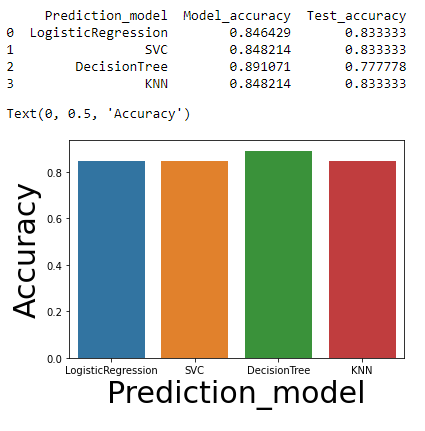 Prediction_model Model_accuracy Test_accuracy
0 LogisticRegression 0.846429 0.833333
1 SVC 0.848214 0.833333
2 DecisionTree 0.891071 0.777778
3 KNN 0.848214 0.833333
Text(0, 0.5, 'Accuracy')
Accuracy
0.8
0.6
0.4
0.2
0.0
LogisticRegression SVC DecisionTree KNN
Prediction_model